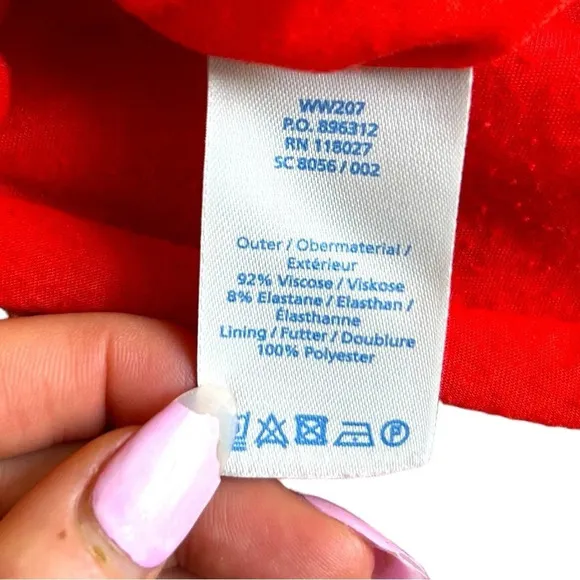 WW207
P.O. 896312
RN 118027
SC 8056 / 002
Outer / Obermaterial /
Extérieur
92% Viscose / Viskose
8% Elastane / Elasthan /
Élasthanne
Lining / Futter / Doublure
100% Polyester
P